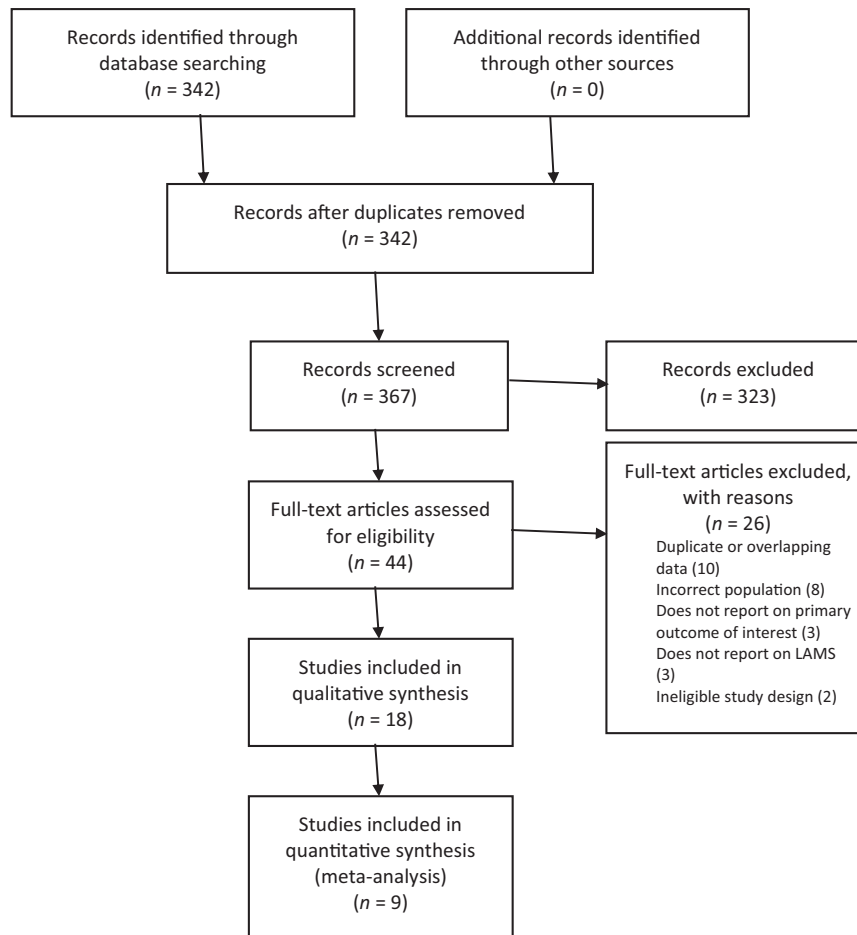 Records identified through
database searching
(n = 342)
Additional records identified
through other sources
(n = 0)
Records after duplicates removed
(n = 342)
Records screened
(n = 367)
Records excluded
(n = 323)
Full-text articles assessed
for eligibility
(n = 44)
Full-text articles excluded,
with reasons
(n = 26)
Duplicate or overlapping
data (10)
Incorrect population (8)
Does not report on primary
outcome of interest (3)
Does not report on LAMS
(3)
Ineligible study design (2)
Studies included in
qualitative synthesis
(n = 18)
Studies included in
quantitative synthesis
(meta-analysis)
(n = 9)